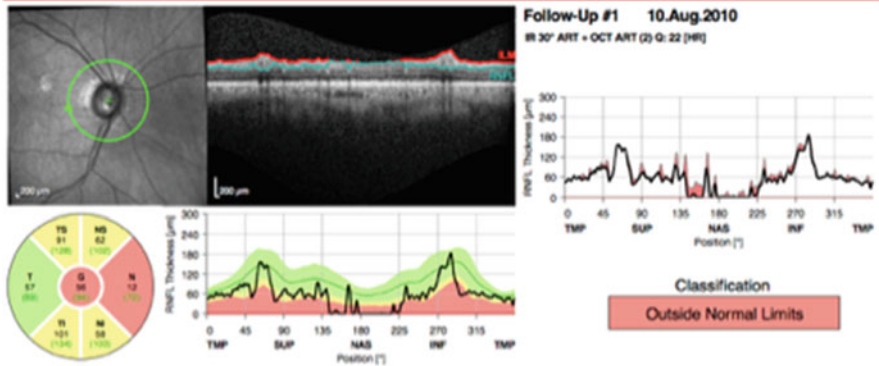 Follow-Up #1 10.Aug.2010
IR 30° ART + OCT ART (2) Q: 22 [HR]
ILM
RNFL
200 µm
200 µm
RNFL Thickness [µm]
300
240
180
120
60
0
0 45 90 135 180 225 270 315
TMP SUP NAS INF TMP
Position [°]
TS
91
(128)
NS
62
(102)
T
57
N
12
G
TI
101
NI
58
RNFL Thickness [µm]
300
240
180
120
60
0
0 45 90 135 180 225 270 315
TMP SUP NAS INF TMP
Position [°]
Classification
Outside Normal Limits